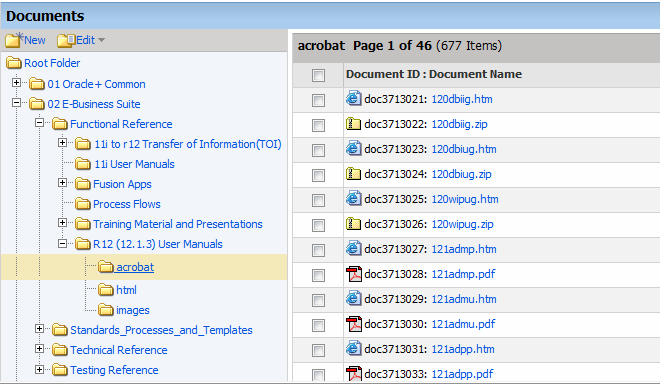 Documents
New Edit
Root Folder
01 Oracle+ Common
02 E-Business Suite
Functional Reference
11i to r12 Transfer of Information(TOI)
11i User Manuals
Fusion Apps
Process Flows
Training Material and Presentations
R12 (12.1.3) User Manuals
acrobat
html
images
Standards_Processes_and_Templates
Technical Reference
Testing Reference
acrobat Page 1 of 46 (677 Items)
Document ID : Document Name
doc3713021: 120dbiig.htm
doc3713022: 120dbiig.zip
doc3713023: 120dbiug.htm
doc3713024: 120dbiug.zip
doc3713025: 120wipug.htm
doc3713026: 120wipug.zip
doc3713027: 121admp.htm
doc3713028: 121admp.pdf
doc3713029: 121admu.htm
doc3713030: 121admu.pdf
doc3713031: 121adpp.htm
doc3713033: 121adpp.pdf